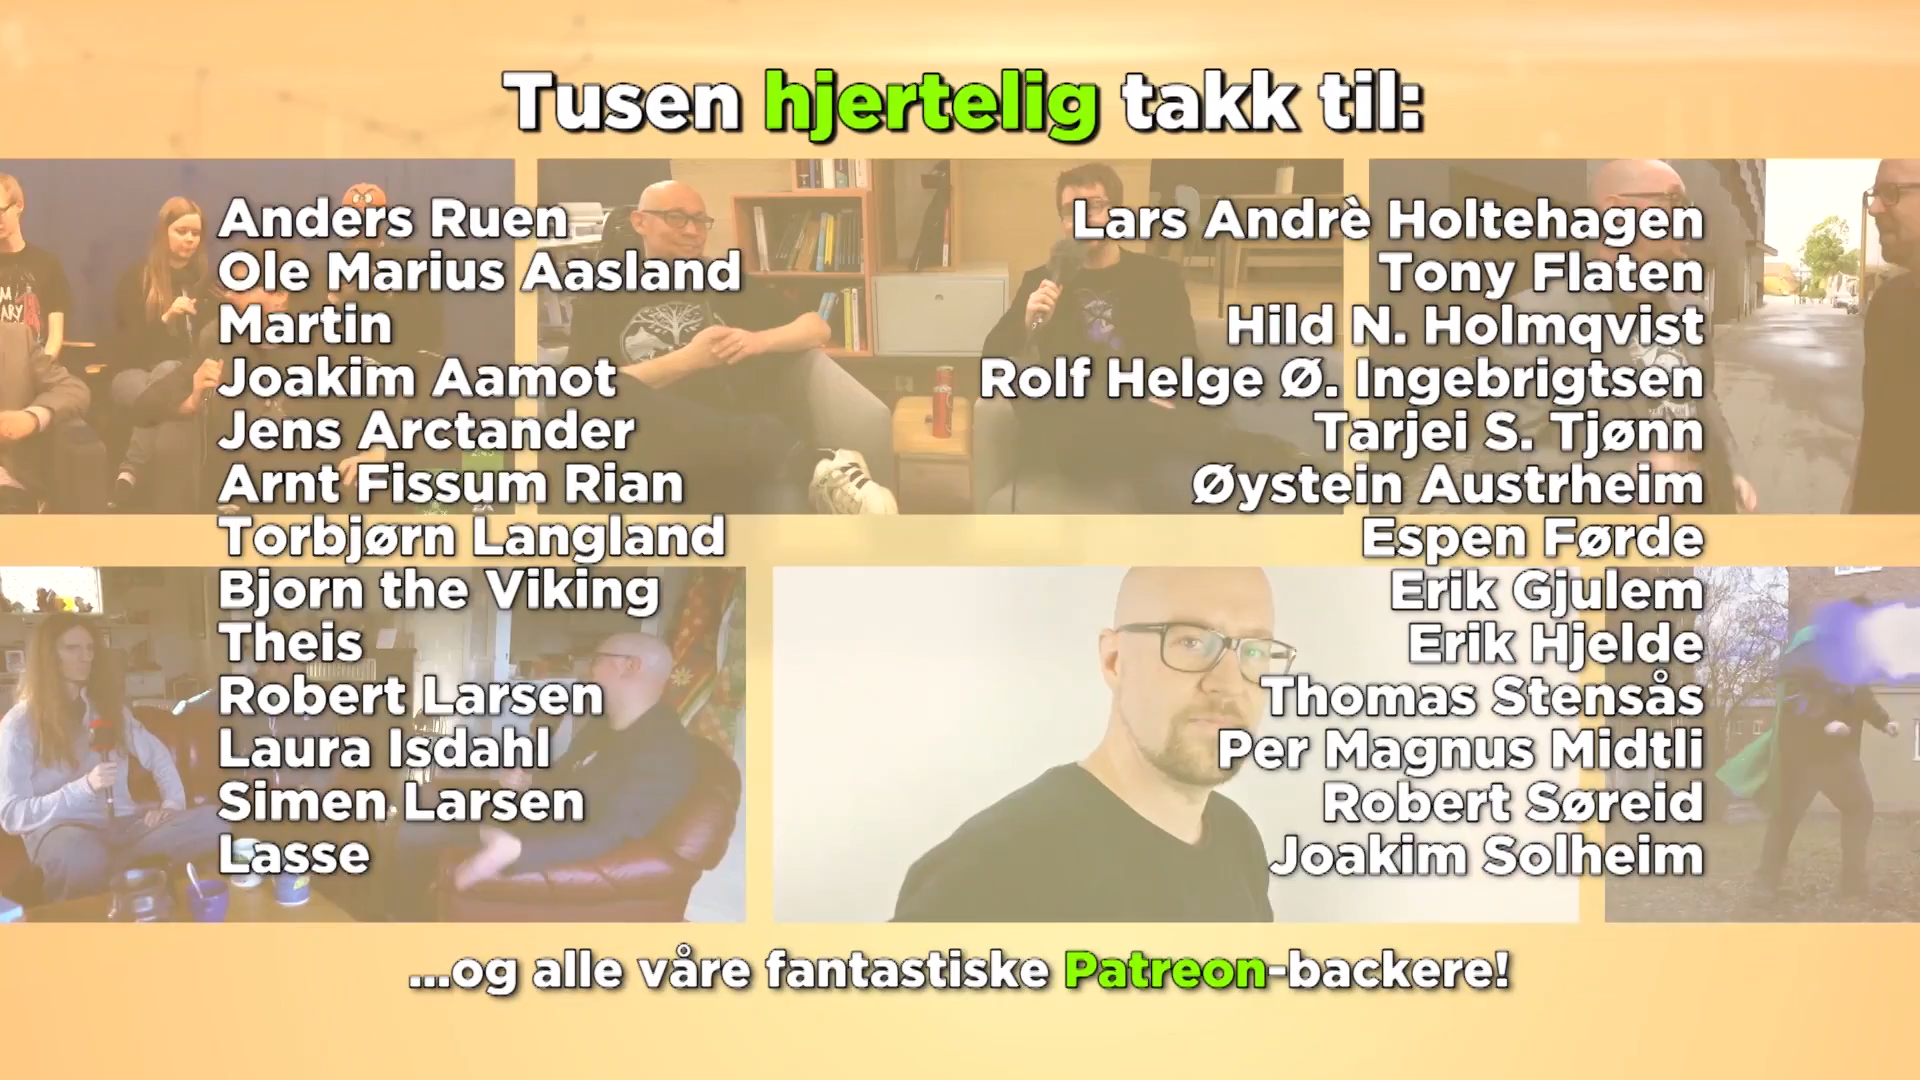 Tusen hjertelig takk til:
Anders Ruen
Ole Marius Aasland
Martin
Joakim Aamot
Jens Arctander
Arnt Fissum Rian
Torbjørn Langland
Bjorn the Viking
Theis
Robert Larsen
Laura Isdahl
Simen Larsen
Lasse
Lars Andrè Holtehagen
Tony Flaten
Hild N. Holmqvist
Rolf Helge Ø. Ingebrigtsen
Tarjei S. Tjønn
Øystein Austrheim
Espen Førde
Erik Gjulem
Erik Hjelde
Thomas Stensås
Per Magnus Midtli
Robert Søreid
Joakim Solheim
...og alle våre fantastiske Patreon-backere!